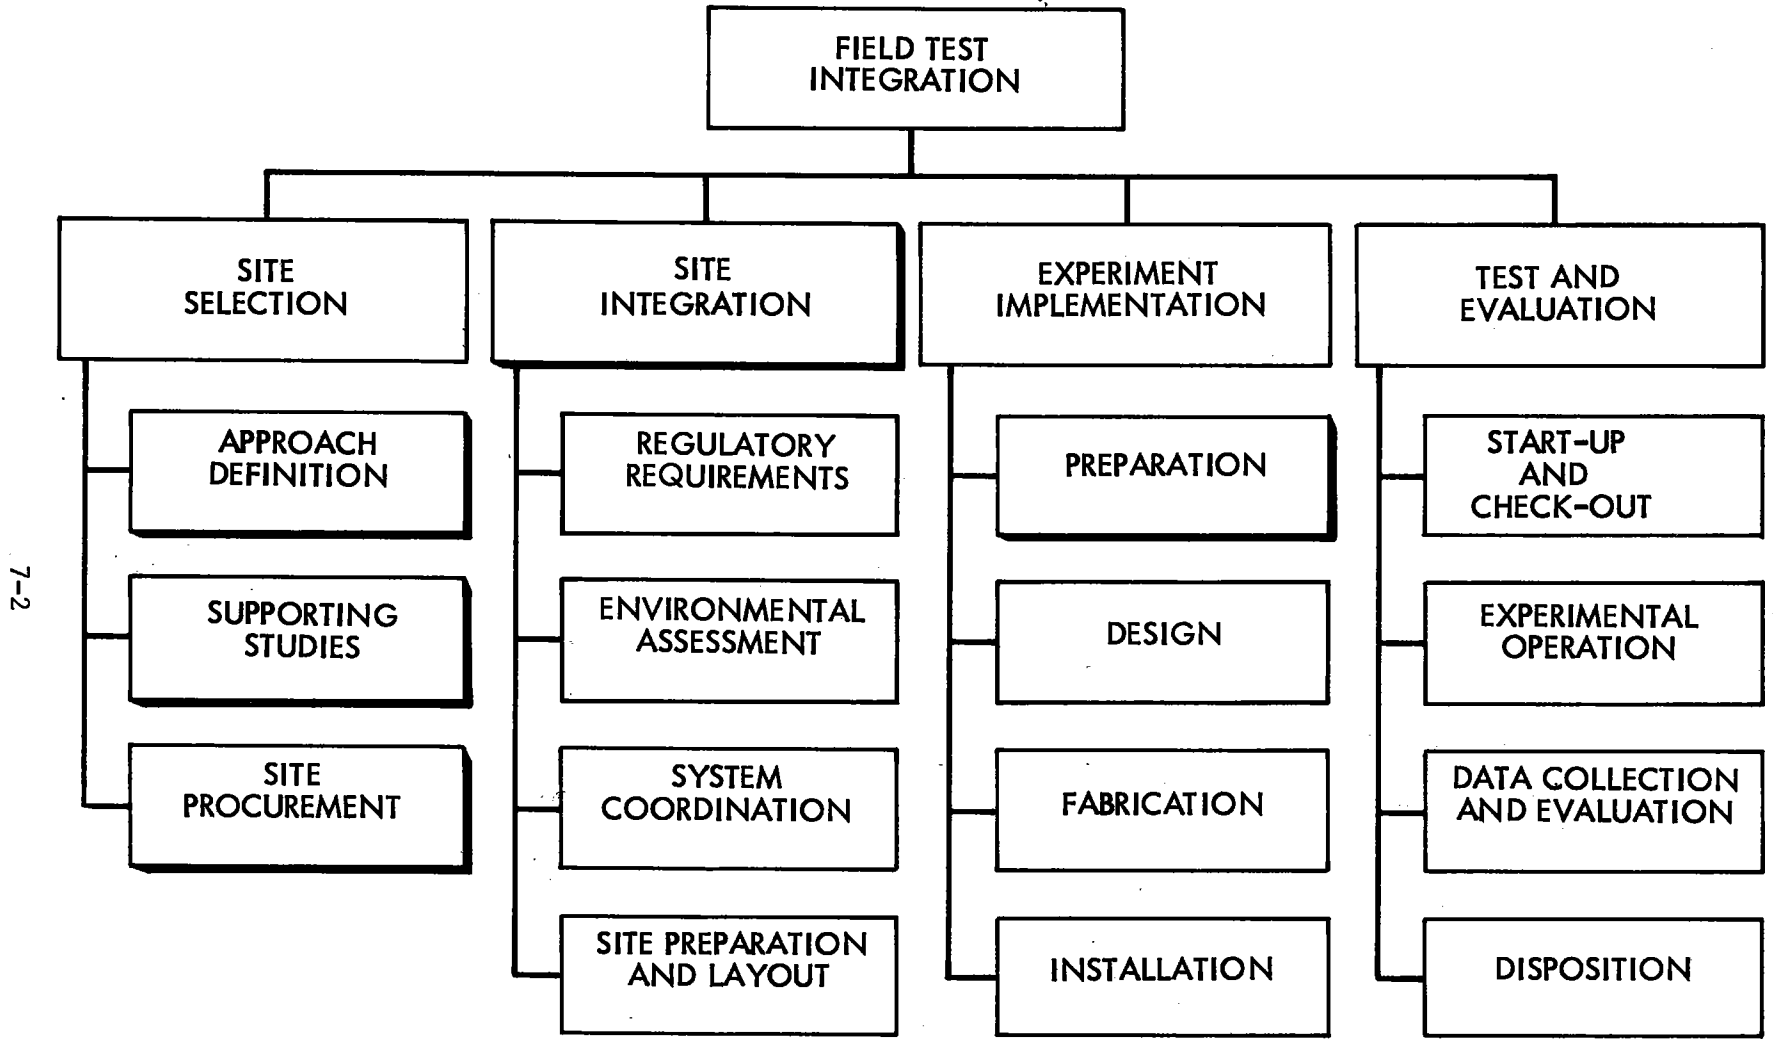 FIELD TEST
INTEGRATION
SITE
SELECTION
APPROACH
DEFINITION
SUPPORTING
STUDIES
SITE
PROCUREMENT
SITE
INTEGRATION
REGULATORY
REQUIREMENTS
ENVIRONMENTAL
ASSESSMENT
SYSTEM
COORDINATION
SITE PREPARATION
AND LAYOUT
EXPERIMENT
IMPLEMENTATION
PREPARATION
DESIGN
FABRICATION
INSTALLATION
TEST AND
EVALUATION
START-UP
AND
CHECK-OUT
EXPERIMENTAL
OPERATION
DATA COLLECTION
AND EVALUATION
DISPOSITION
7-2